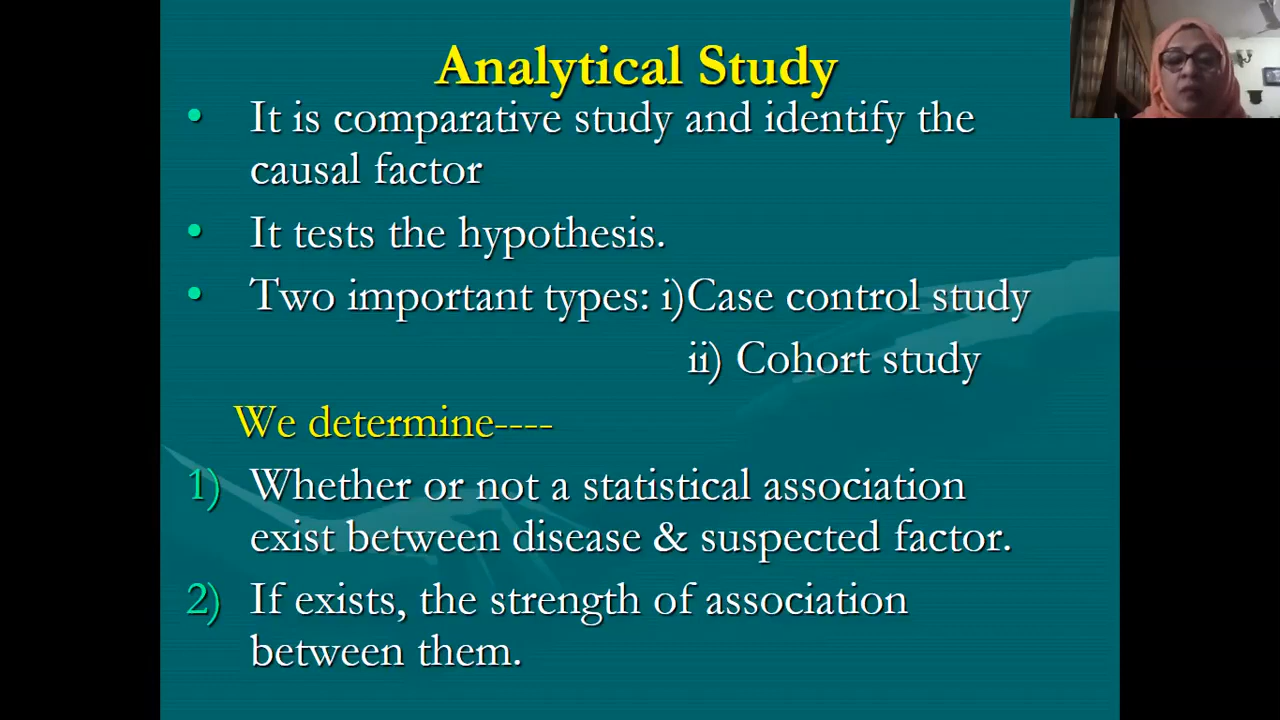 Analytical Study
• It is comparative study and identify the
causal factor
• It tests the hypothesis.
• Two important types: i)Case control study
ii) Cohort study
We determine----
1) Whether or not a statistical association
exist between disease & suspected factor.
2) If exists, the strength of association
between them.